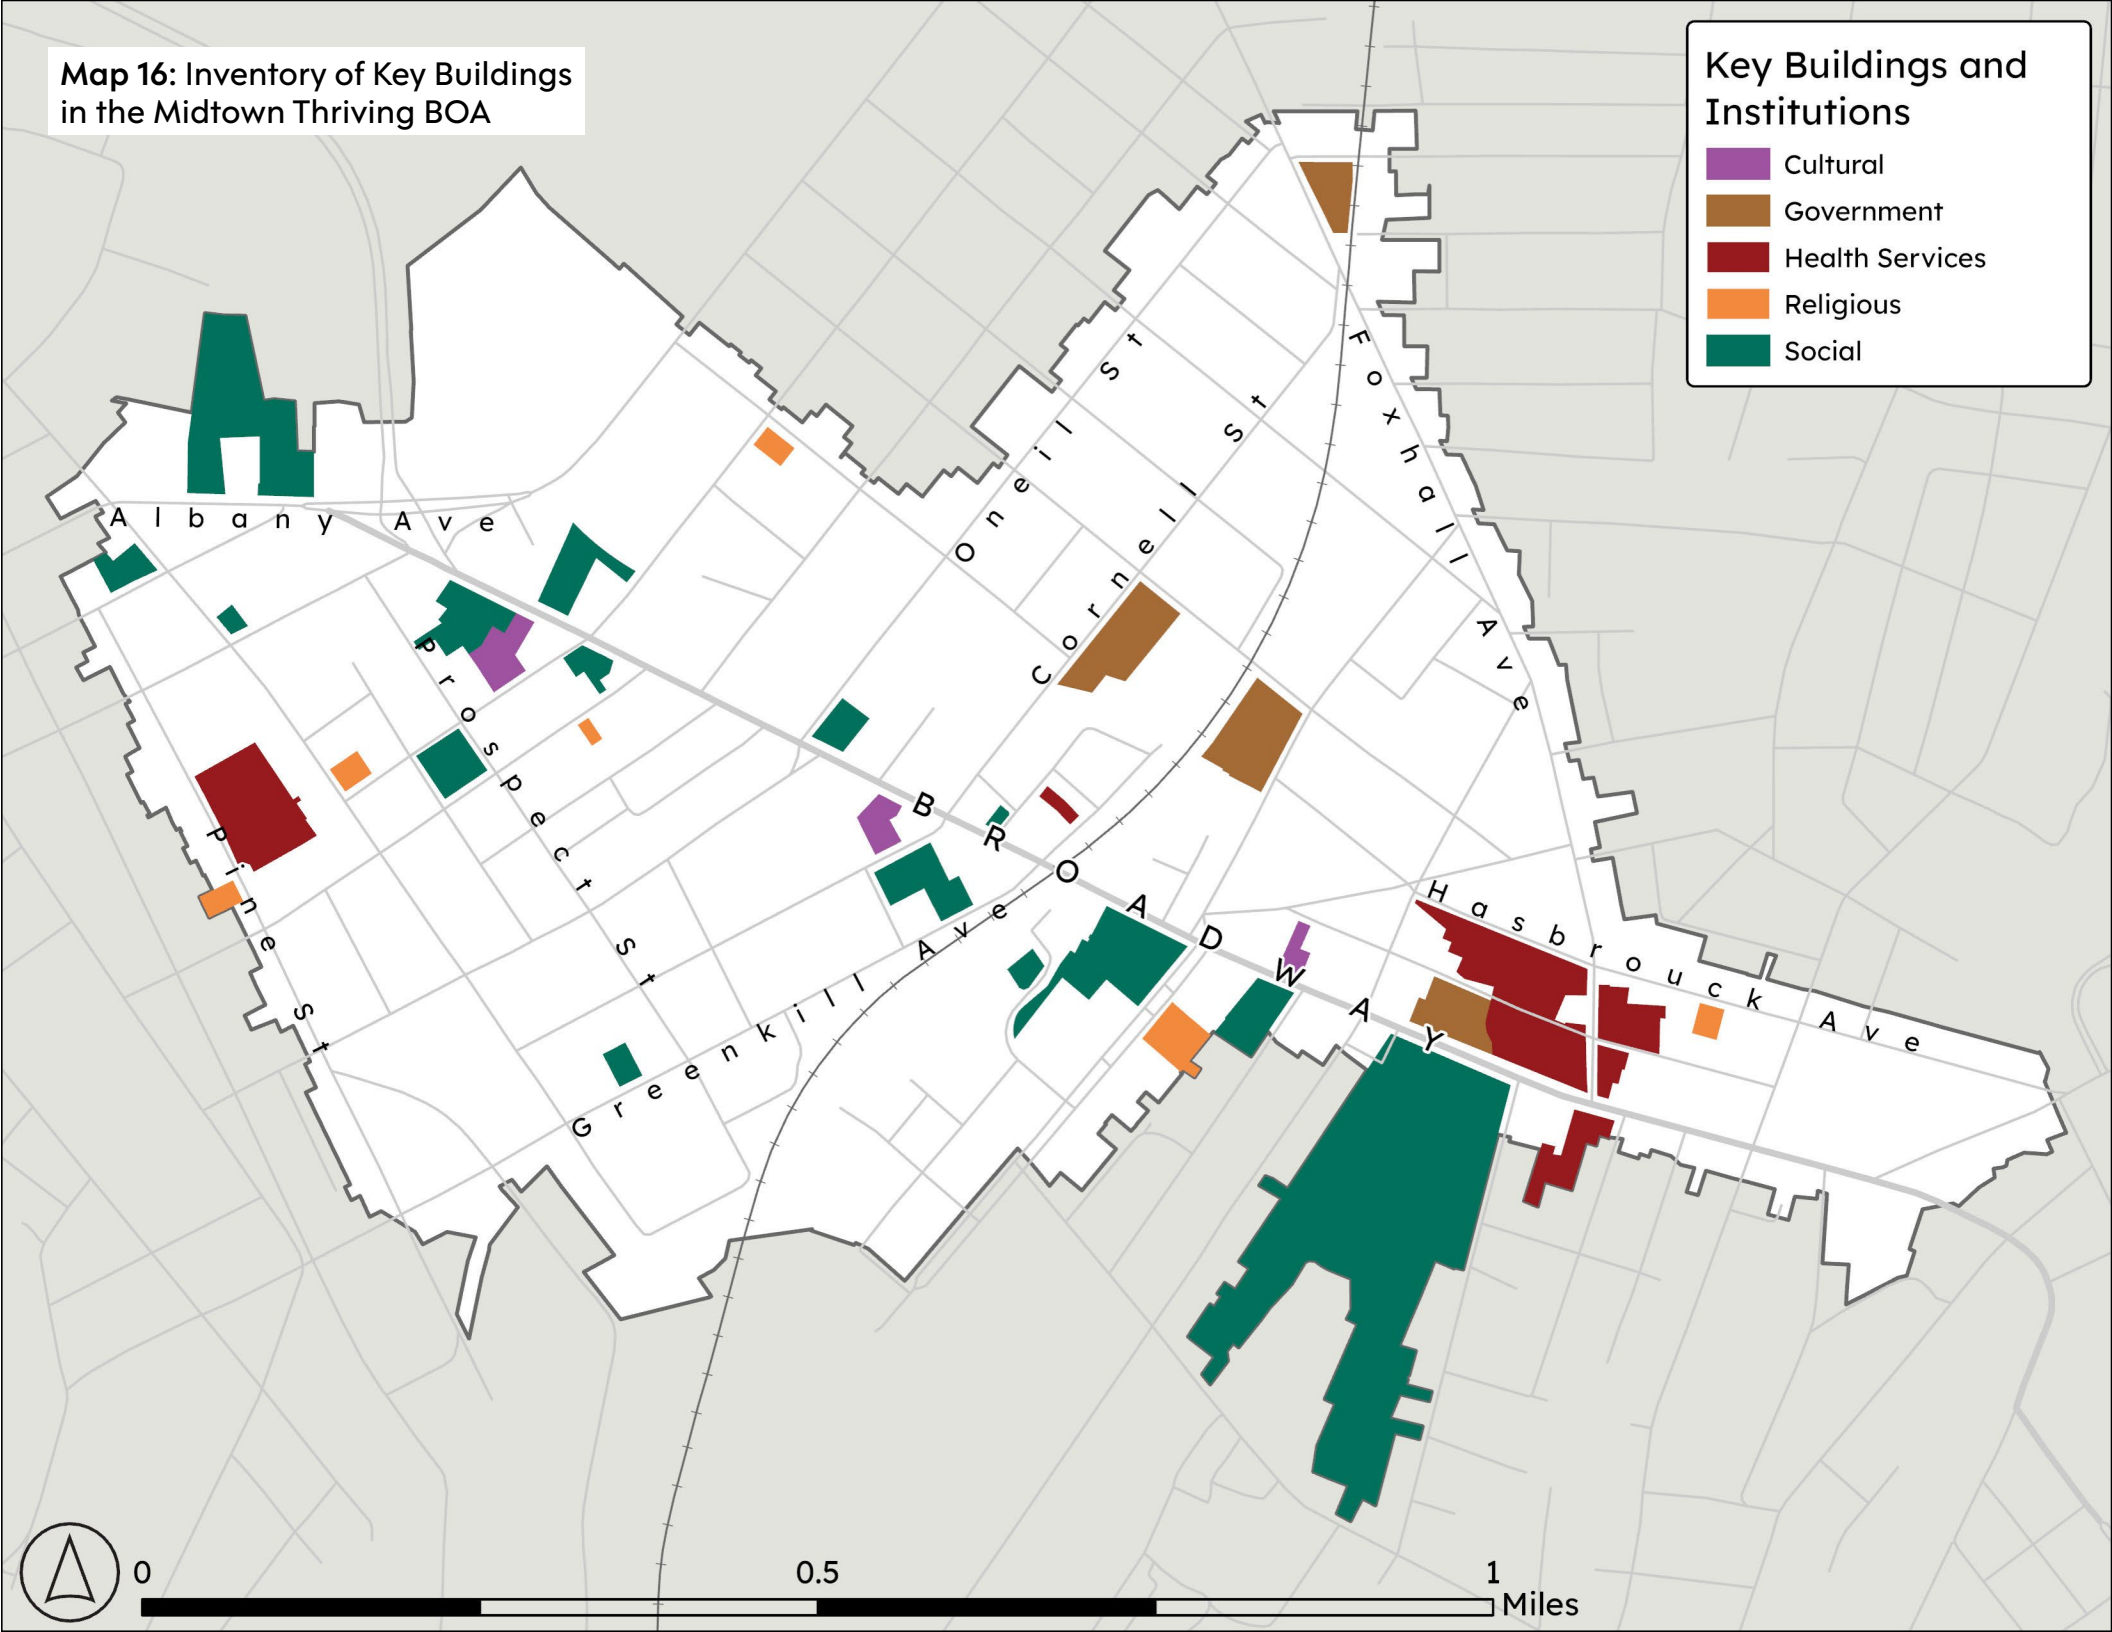 Map 16: Inventory of Key Buildings
in the Midtown Thriving BOA
Key Buildings and
Institutions
Cultural
Government
Health Services
Religious
Social
Albany Ave
Oneil St
Cornell St
Foxhall Ave
Prospect St
Pine St
BROADWAY
Hasbrouck Ave
Greenkill Ave
0
0.5
1
Miles